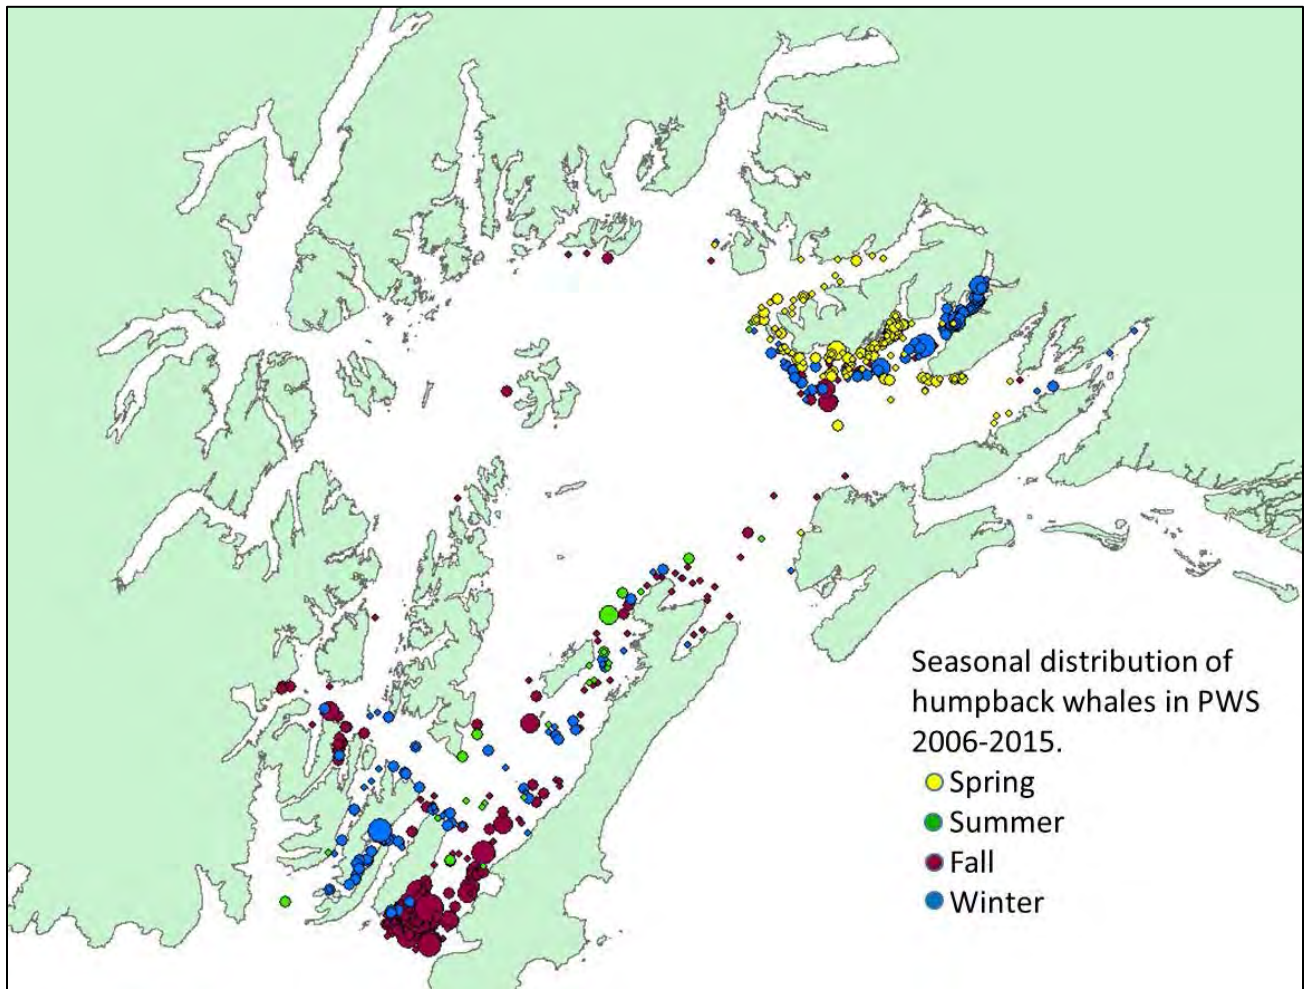 Seasonal distribution of
humpback whales in PWS
2006-2015.
Spring
Summer
Fall
Winter